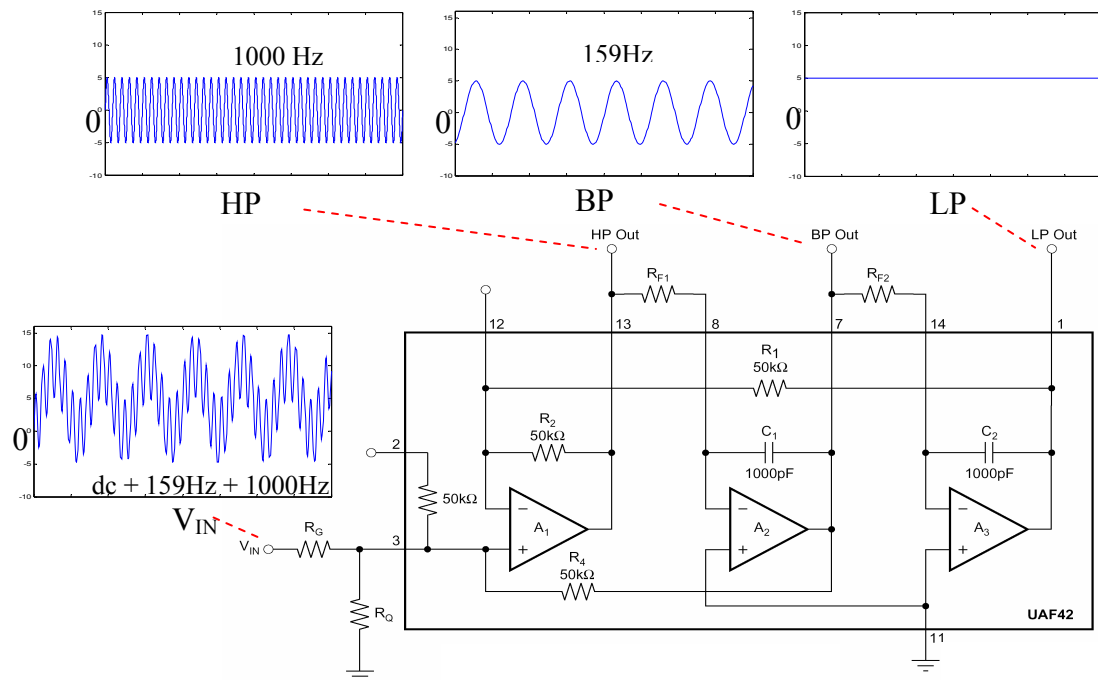 15
10
5
0
-5
-10
1000 Hz
15
10
5
0
-5
-10
159Hz
15
10
5
0
-5
-10
HP
BP
LP
HP Out
BP Out
LP Out
RF1
RF2
12
13
8
7
14
1
15
10
5
0
-5
-10
dc + 159Hz + 1000Hz
VIN
R1
50kΩ
R2
50kΩ
C1
1000pF
C2
1000pF
2
50kΩ
A1
A2
A3
− + − + − +
VIN
RG
3
R4
50kΩ
RQ
UAF42
11